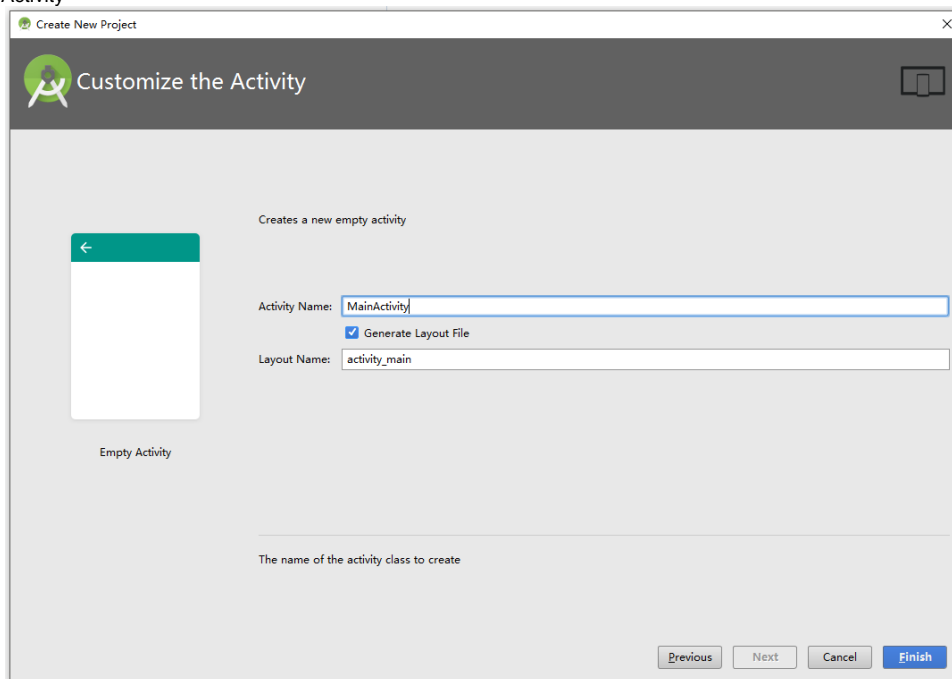 Activity
Create New Project
Customize the Activity
Creates a new empty activity
Activity Name: MainActivity
Generate Layout File
Layout Name: activity_main
Empty Activity
The name of the activity class to create
Previous Next Cancel Finish